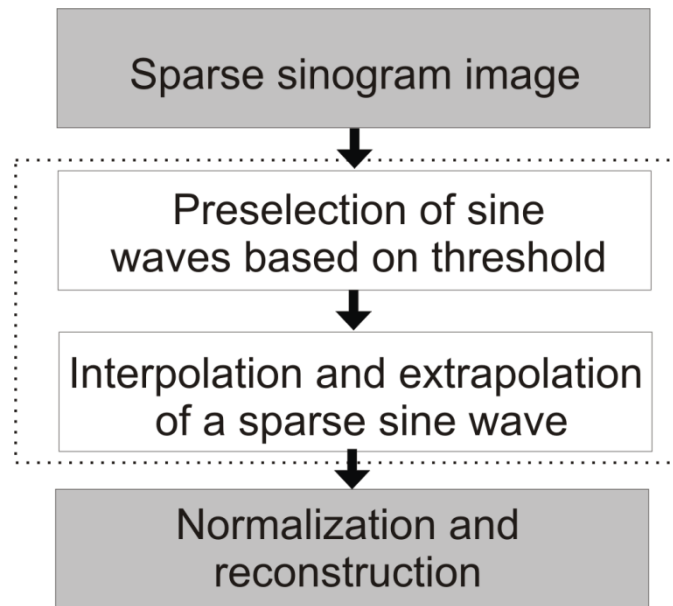 Sparse sinogram image
Preselection of sine
waves based on threshold
Interpolation and extrapolation
of a sparse sine wave
Normalization and
reconstruction